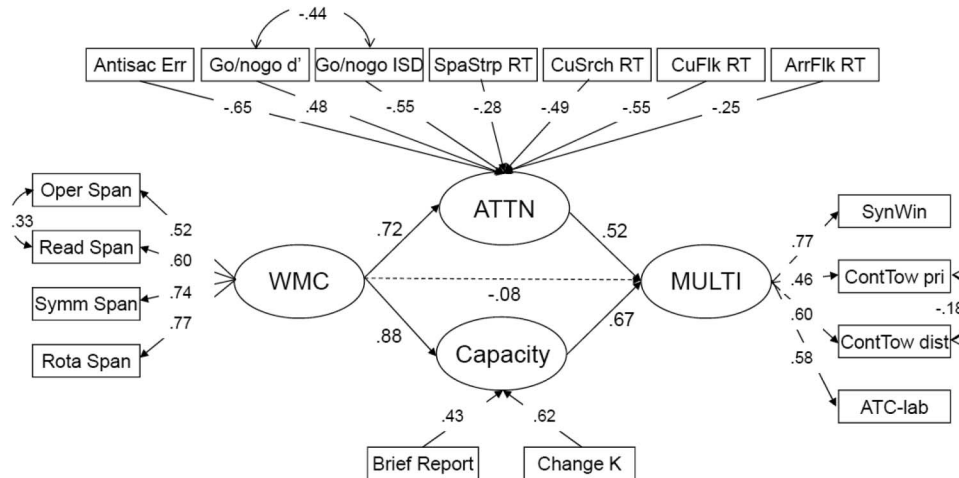 -.44
Antisac Err Go/nogo d' Go/nogo ISD SpaStrp RT CuSrch RT CuFlk RT ArrFlk RT
-.65 .48 -.55 -.28 -.49 -.55 -.25
Oper Span
.33
Read Span
Symm Span
Rota Span
.52
.60
.74
.77
WMC
.72
.88
ATTN
-.08
Capacity
.52
.67
MULTI
.43 .62
Brief Report Change K
.77
.46
.60
.58
SynWin
ContTow pri
-.18
ContTow dist
ATC-lab